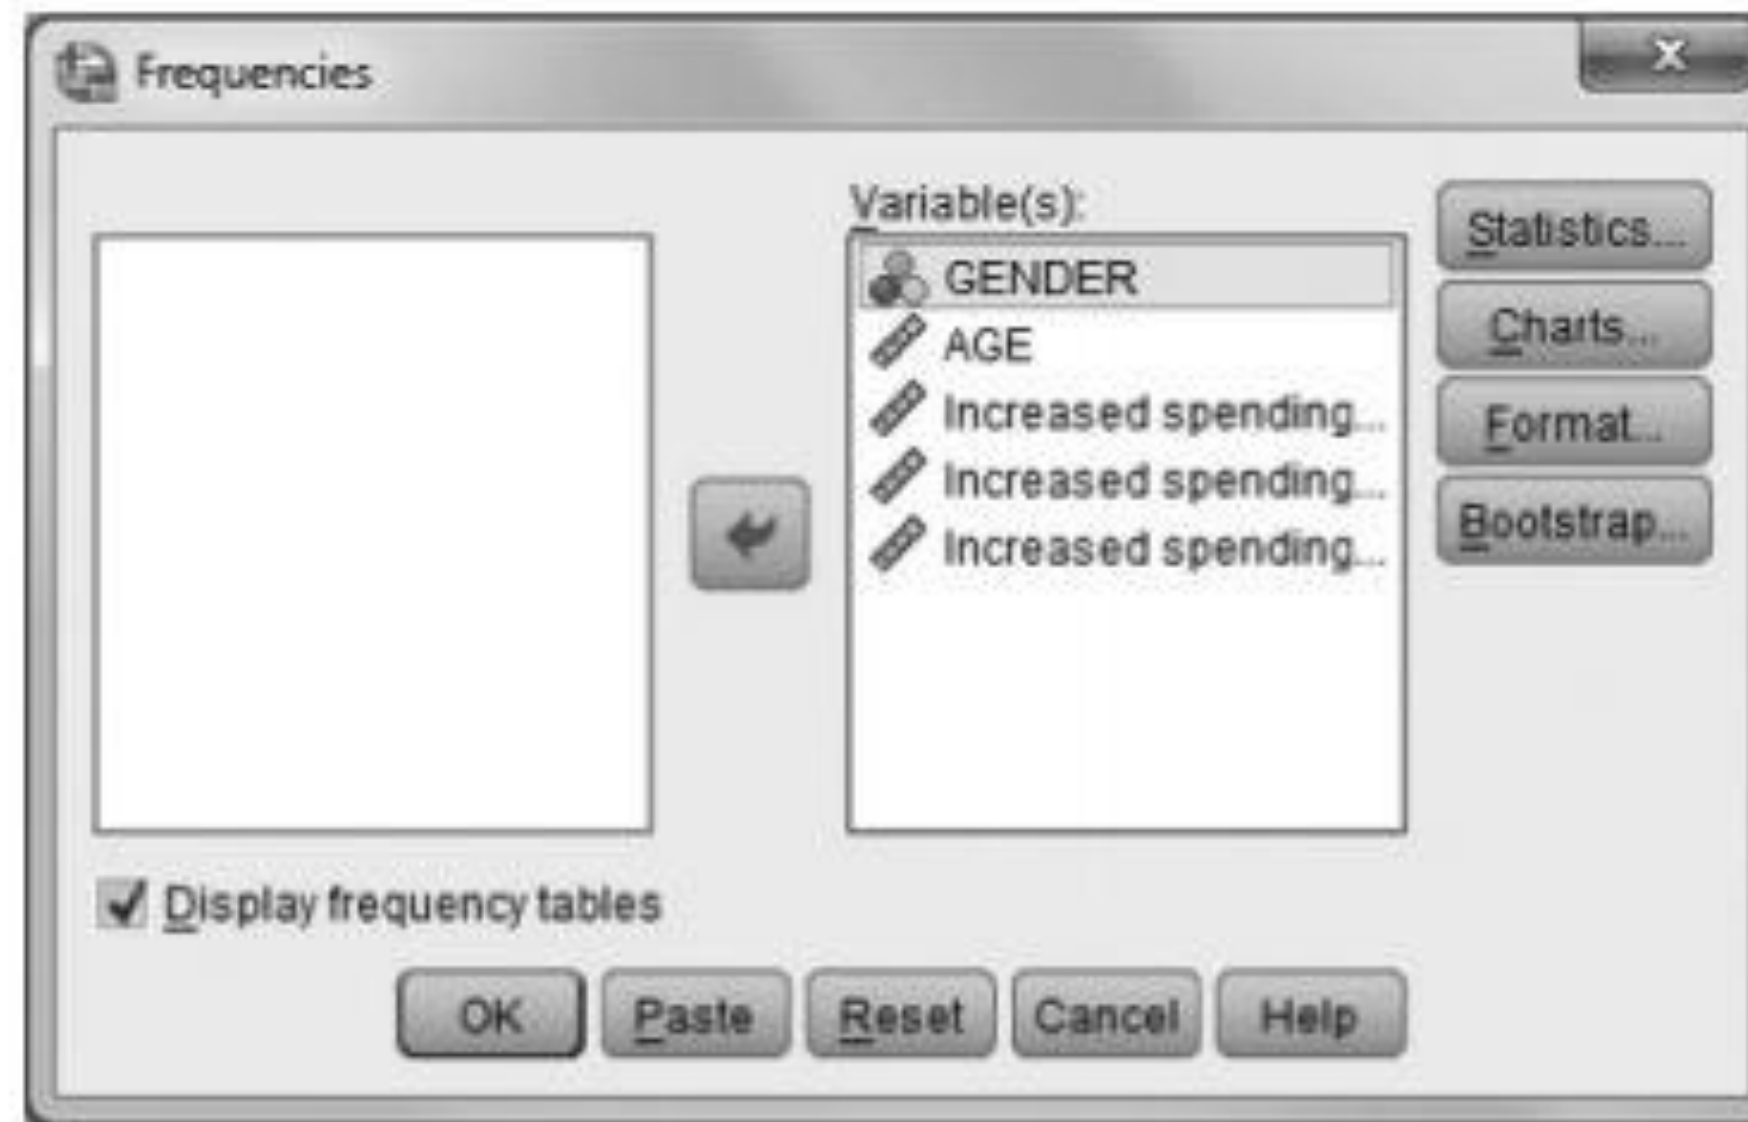 Frequencies
Variable(s):
GENDER
AGE
Increased spending...
Increased spending...
Increased spending...
Statistics...
Charts...
Format...
Bootstrap...
Display frequency tables
OK
Paste
Reset
Cancel
Help